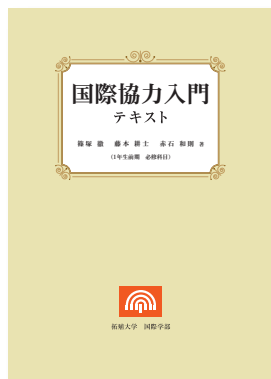 国際協力入門
テキスト
篠塚 徹　藤本 耕士　赤石 和則 著
（1年生前期　必修科目）
拓殖大学　国際学部